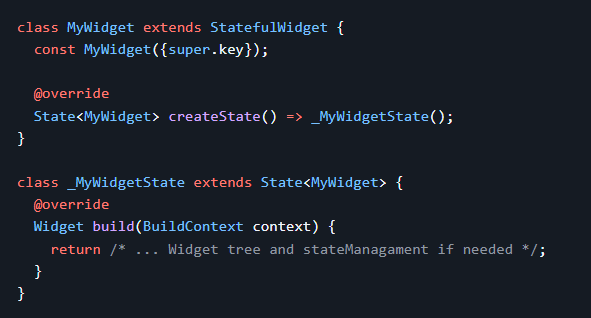 class MyWidget extends StatefulWidget {
  const MyWidget({super.key});

  @override
  State<MyWidget> createState() => _MyWidgetState();
}

class _MyWidgetState extends State<MyWidget> {
  @override
  Widget build(BuildContext context) {
    return /* ... Widget tree and stateManagament if needed */;
  }
}